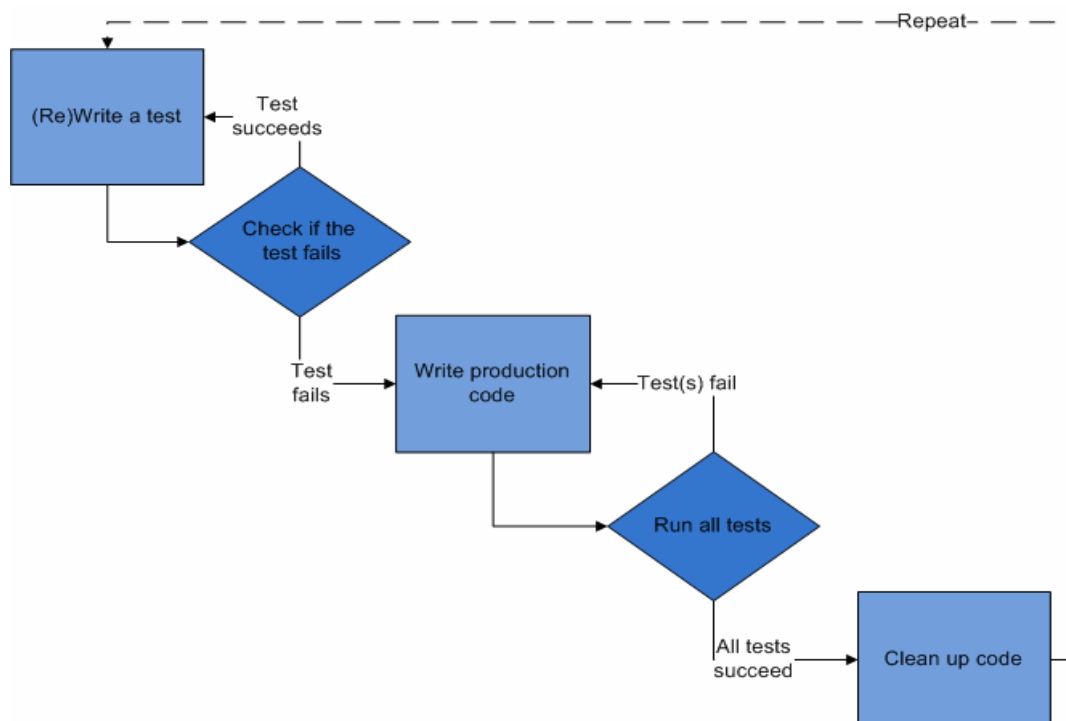 Repeat
(Re)Write a test
Test
succeeds
Check if the
test fails
Test
fails
Write production
code
Test(s) fail
Run all tests
All tests
succeed
Clean up code